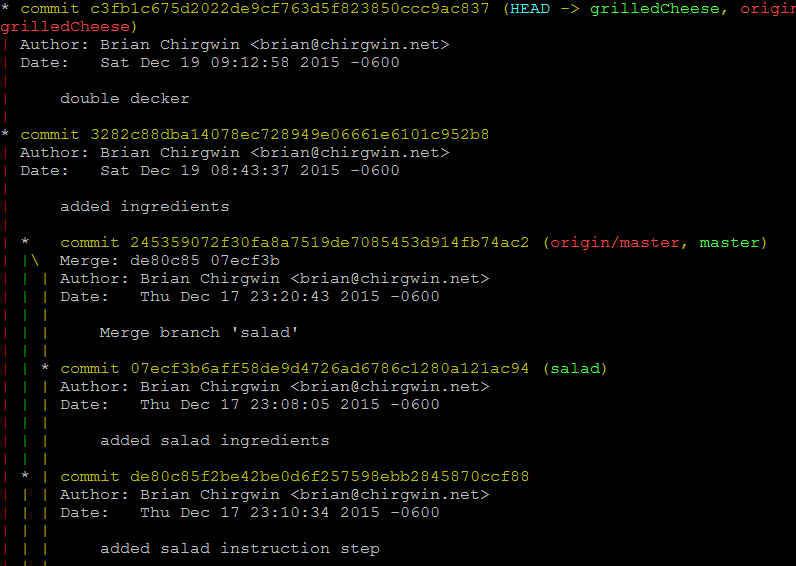 * commit c3fb1c675d2022de9cf763d5f823850ccc9ac837 (HEAD -> grilledCheese, origin
grilledCheese)
| Author: Brian Chirgwin <brian@chirgwin.net>
| Date:   Sat Dec 19 09:12:58 2015 -0600
|
|     double decker
|
* commit 3282c88dba14078ec728949e06661e6101c952b8
| Author: Brian Chirgwin <brian@chirgwin.net>
| Date:   Sat Dec 19 08:43:37 2015 -0600
|
|     added ingredients
|
| *   commit 245359072f30fa8a7519de7085453d914fb74ac2 (origin/master, master)
| |\  Merge: de80c85 07ecf3b
| | | Author: Brian Chirgwin <brian@chirgwin.net>
| | | Date:   Thu Dec 17 23:20:43 2015 -0600
| | |
| | |     Merge branch 'salad'
| | |
| | * commit 07ecf3b6aff58de9d4726ad6786c1280a121ac94 (salad)
| | | Author: Brian Chirgwin <brian@chirgwin.net>
| | | Date:   Thu Dec 17 23:08:05 2015 -0600
| | |
| | |     added salad ingredients
| | |
| * | commit de80c85f2be42be0d6f257598ebb2845870ccf88
| | | Author: Brian Chirgwin <brian@chirgwin.net>
| | | Date:   Thu Dec 17 23:10:34 2015 -0600
| | |
| | |     added salad instruction step
| | |